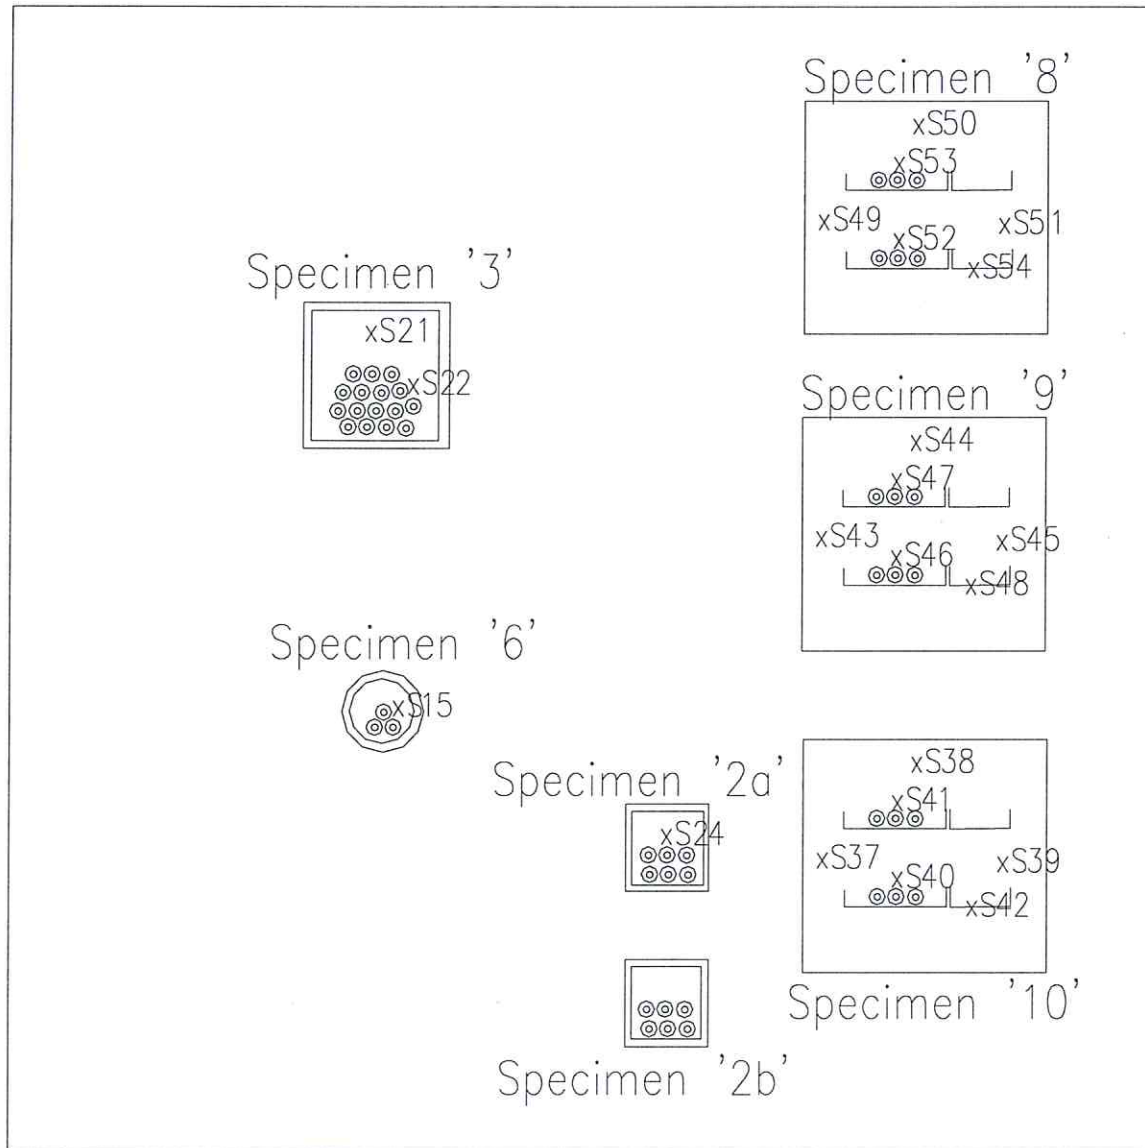 Specimen '8'
xS50
xS53
xS49
xS51
xS52
xS54
Specimen '3'
xS21
xS22
Specimen '9'
xS44
xS47
xS43
xS45
xS46
xS48
Specimen '6'
xS15
Specimen '2a'
xS24
xS38
xS41
xS37
xS39
xS40
xS42
Specimen '10'
Specimen '2b'